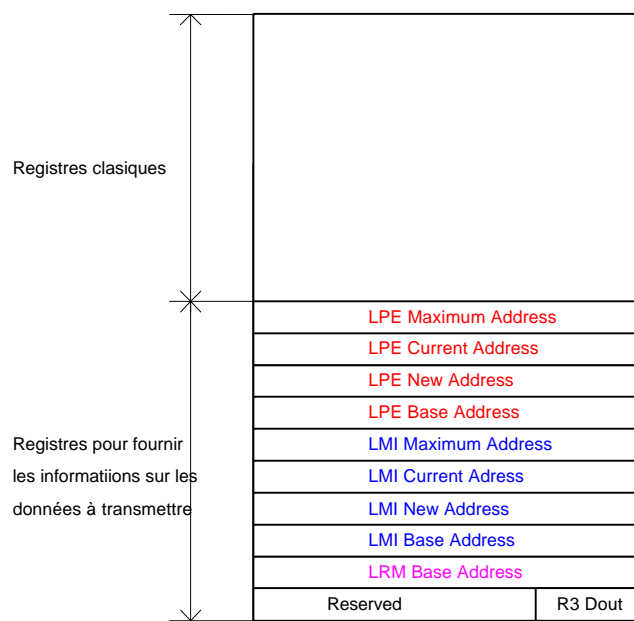 Registres clasiques
LPE Maximum Address
LPE Current Address
LPE New Address
LPE Base Address
Registres pour fournir
les informatiions sur les
données à transmettre
LMI Maximum Address
LMI Current Adress
LMI New Address
LMI Base Address
LRM Base Address
Reserved
R3 Dout